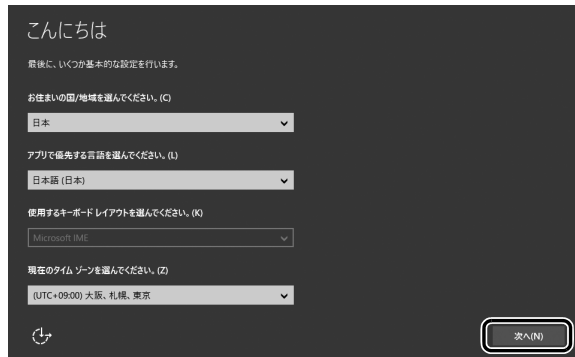 こんにちは
最後に、いくつか基本的な設定を行います。
お住まいの国/地域を選んでください。(C)
日本
アプリで優先する言語を選んでください。(L)
日本語 (日本)
使用するキーボード レイアウトを選んでください。(K)
Microsoft IME
現在のタイム ゾーンを選んでください。(Z)
(UTC+09:00) 大阪、札幌、東京
次へ(N)